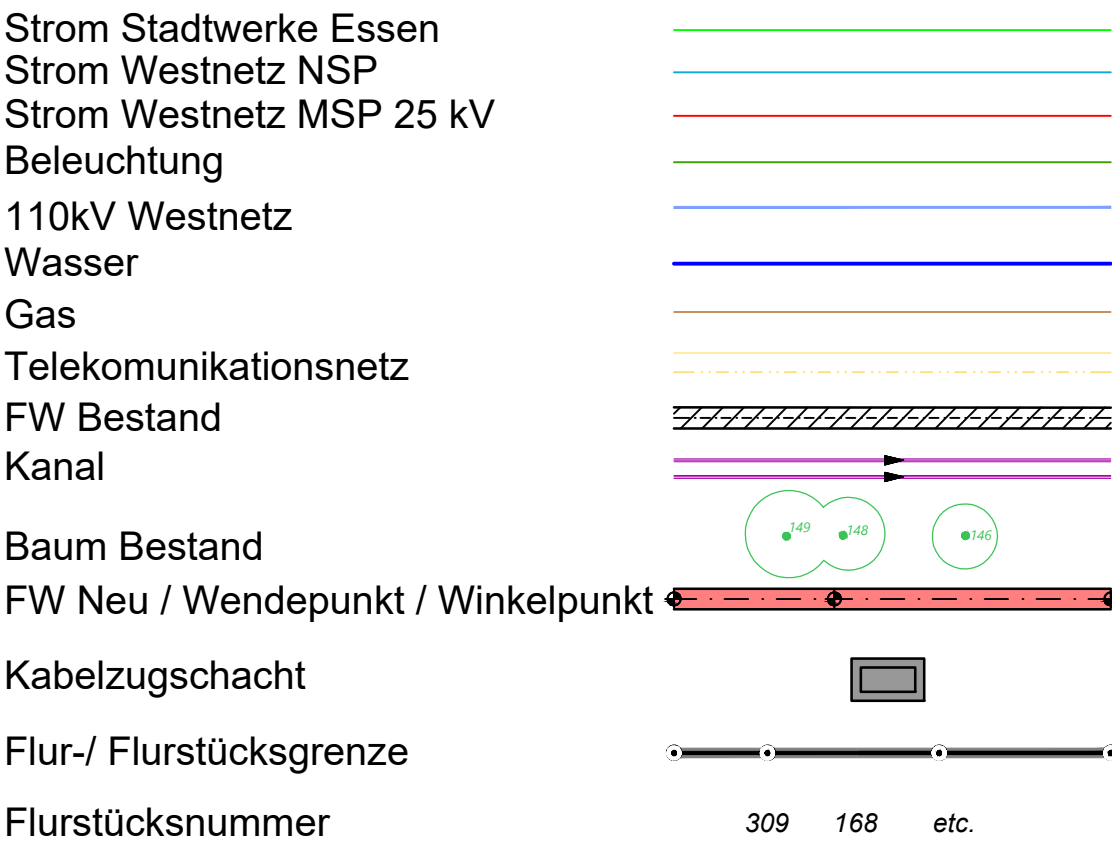 Strom Stadtwerke Essen
Strom Westnetz NSP
Strom Westnetz MSP 25 kV
Beleuchtung
110kV Westnetz
Wasser
Gas
Telekomunikationsnetz
FW Bestand
Kanal
149 148 146
Baum Bestand
FW Neu / Wendepunkt / Winkelpunkt
Kabelzugschacht
Flur-/ Flurstücksgrenze
Flurstücksnummer 309 168 etc.